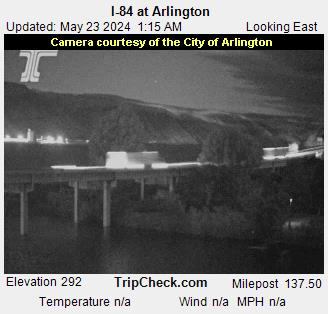 I-84 at Arlington
Updated: May 23 2024 1:15 AM Looking East
Camera courtesy of the City of Arlington
Elevation 292 TripCheck.com Milepost 137.50
Temperature n/a Wind n/a MPH n/a